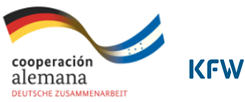 cooperación
alemana
DEUTSCHE ZUSAMMENARBEIT
KFW